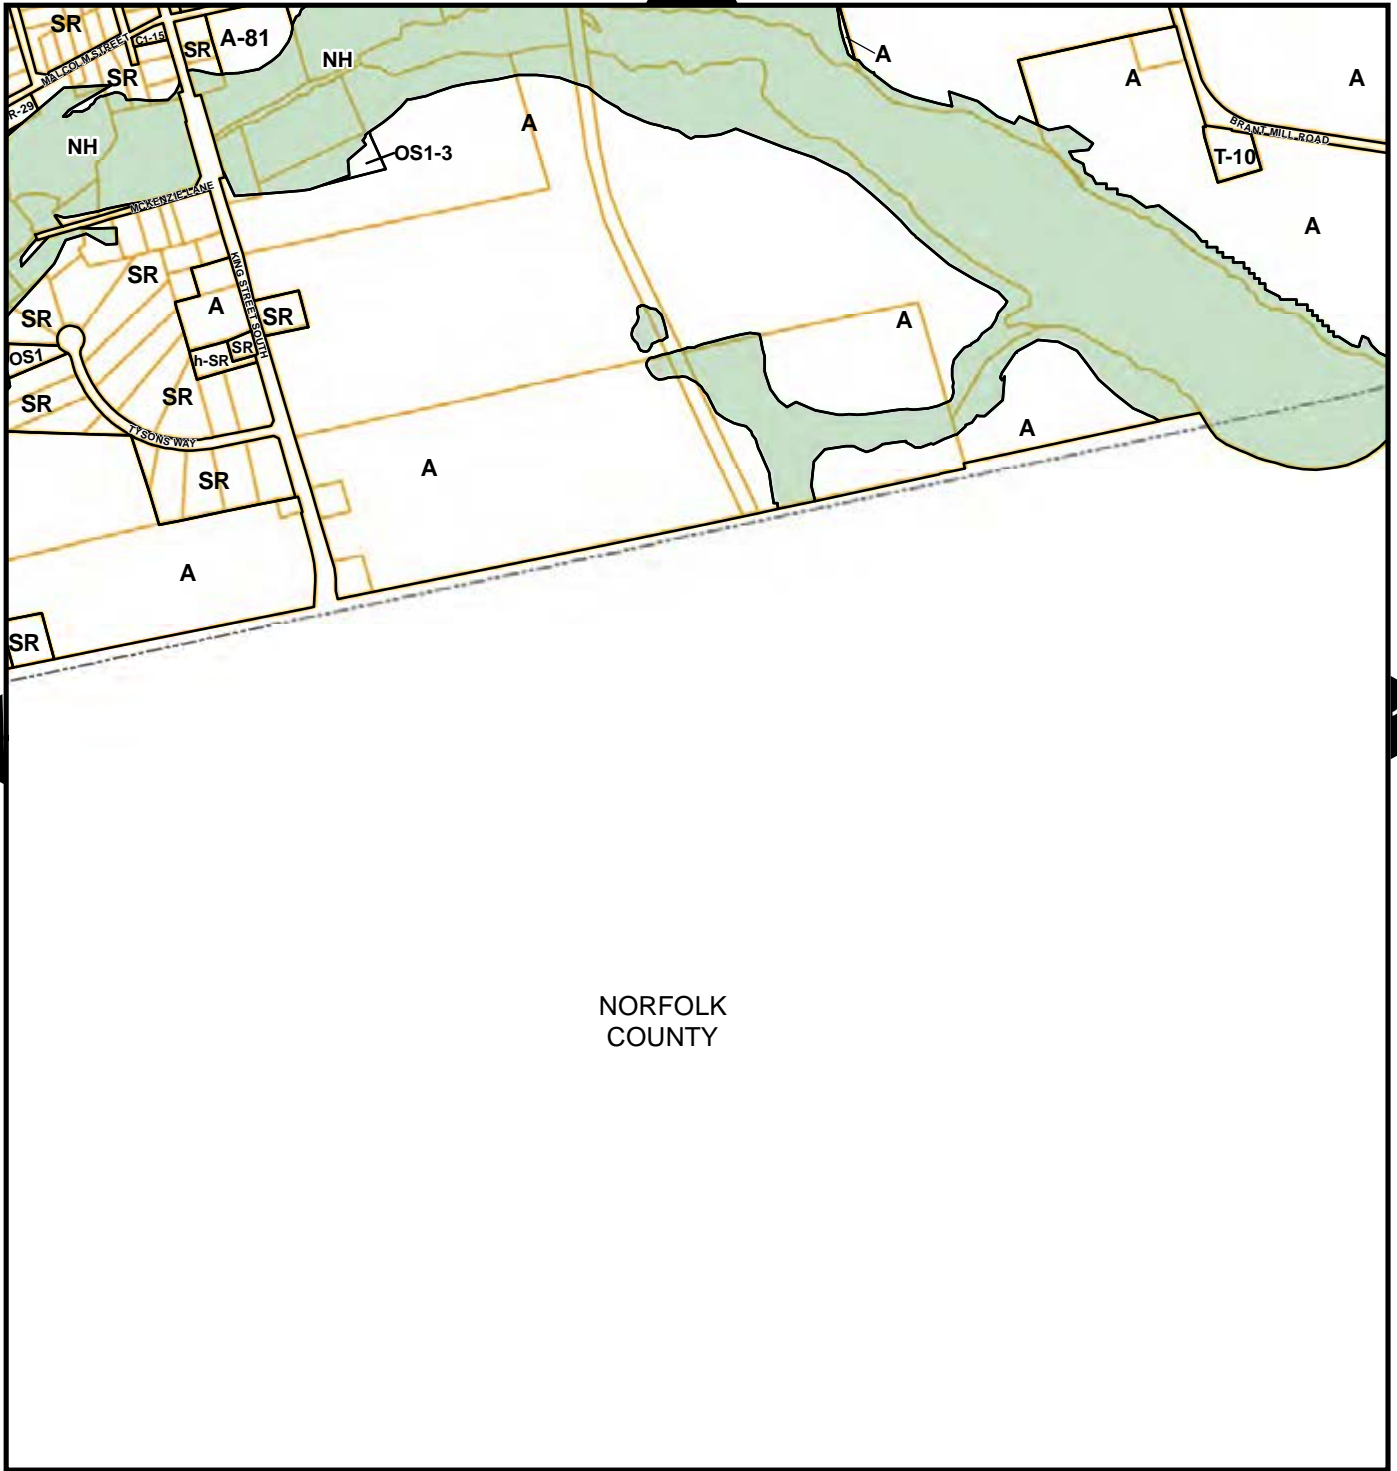 SR
A-81
SR
C1-15
MALCOLM STREET
NH
A
A
A
SR
R-29
BRANT MILL ROAD
A
NH
OS1-3
T-10
MCKENZIE LANE
A
SR
KING STREET SOUTH
A
SR
SR
A
SR
h-SR
OS1
SR
SR
A
TYSONS WAY
A
SR
A
SR
NORFOLK
COUNTY